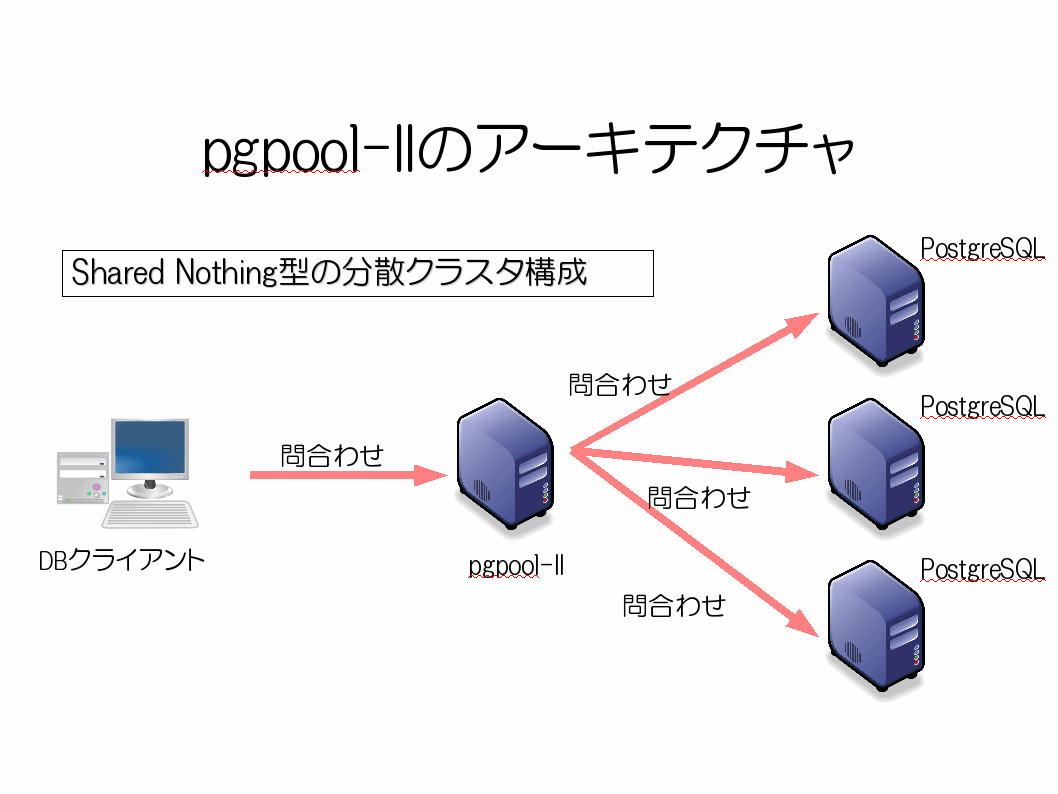 pgpool-IIのアーキテクチャ
Shared Nothing型の分散クラスタ構成
PostgreSQL
問合わせ
PostgreSQL
問合わせ
問合わせ
DBクライアント
pgpool-II
PostgreSQL
問合わせ